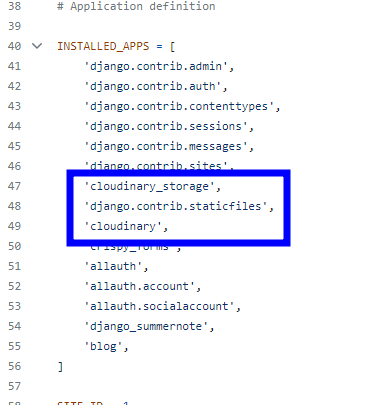 38 # Application definition
39
40 INSTALLED_APPS = [
41 'django.contrib.admin',
42 'django.contrib.auth',
43 'django.contrib.contenttypes',
44 'django.contrib.sessions',
45 'django.contrib.messages',
46 'django.contrib.sites',
47 'cloudinary_storage',
48 'django.contrib.staticfiles',
49 'cloudinary',
50 'crispy_forms',
51 'allauth',
52 'allauth.account',
53 'allauth.socialaccount',
54 'django_summernote',
55 'blog',
56 ]
57
SITE_ID = 1